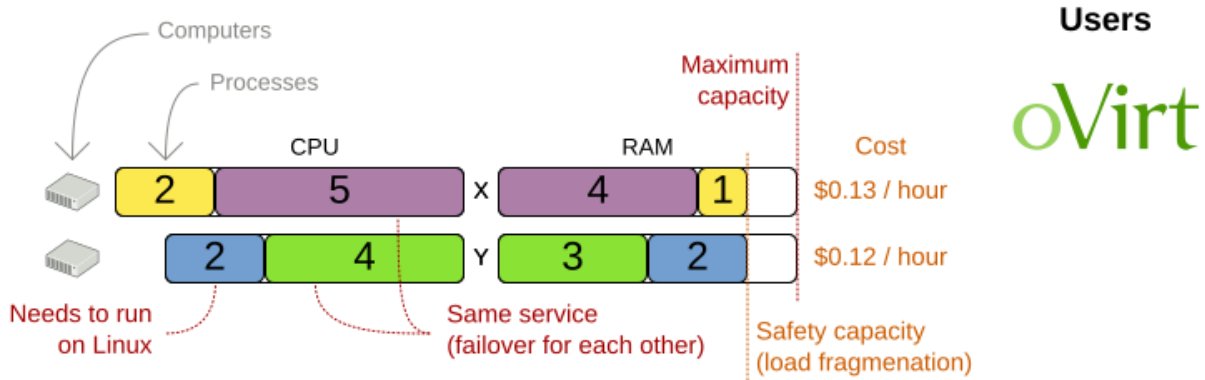 Users
Computers
Maximum
capacity
Processes
oVirt
CPU
RAM
Cost
2
5
X
4
1
$0.13 / hour
2
4
Y
3
2
$0.12 / hour
Needs to run
on Linux
Same service
(failover for each other)
Safety capacity
(load fragmenation)